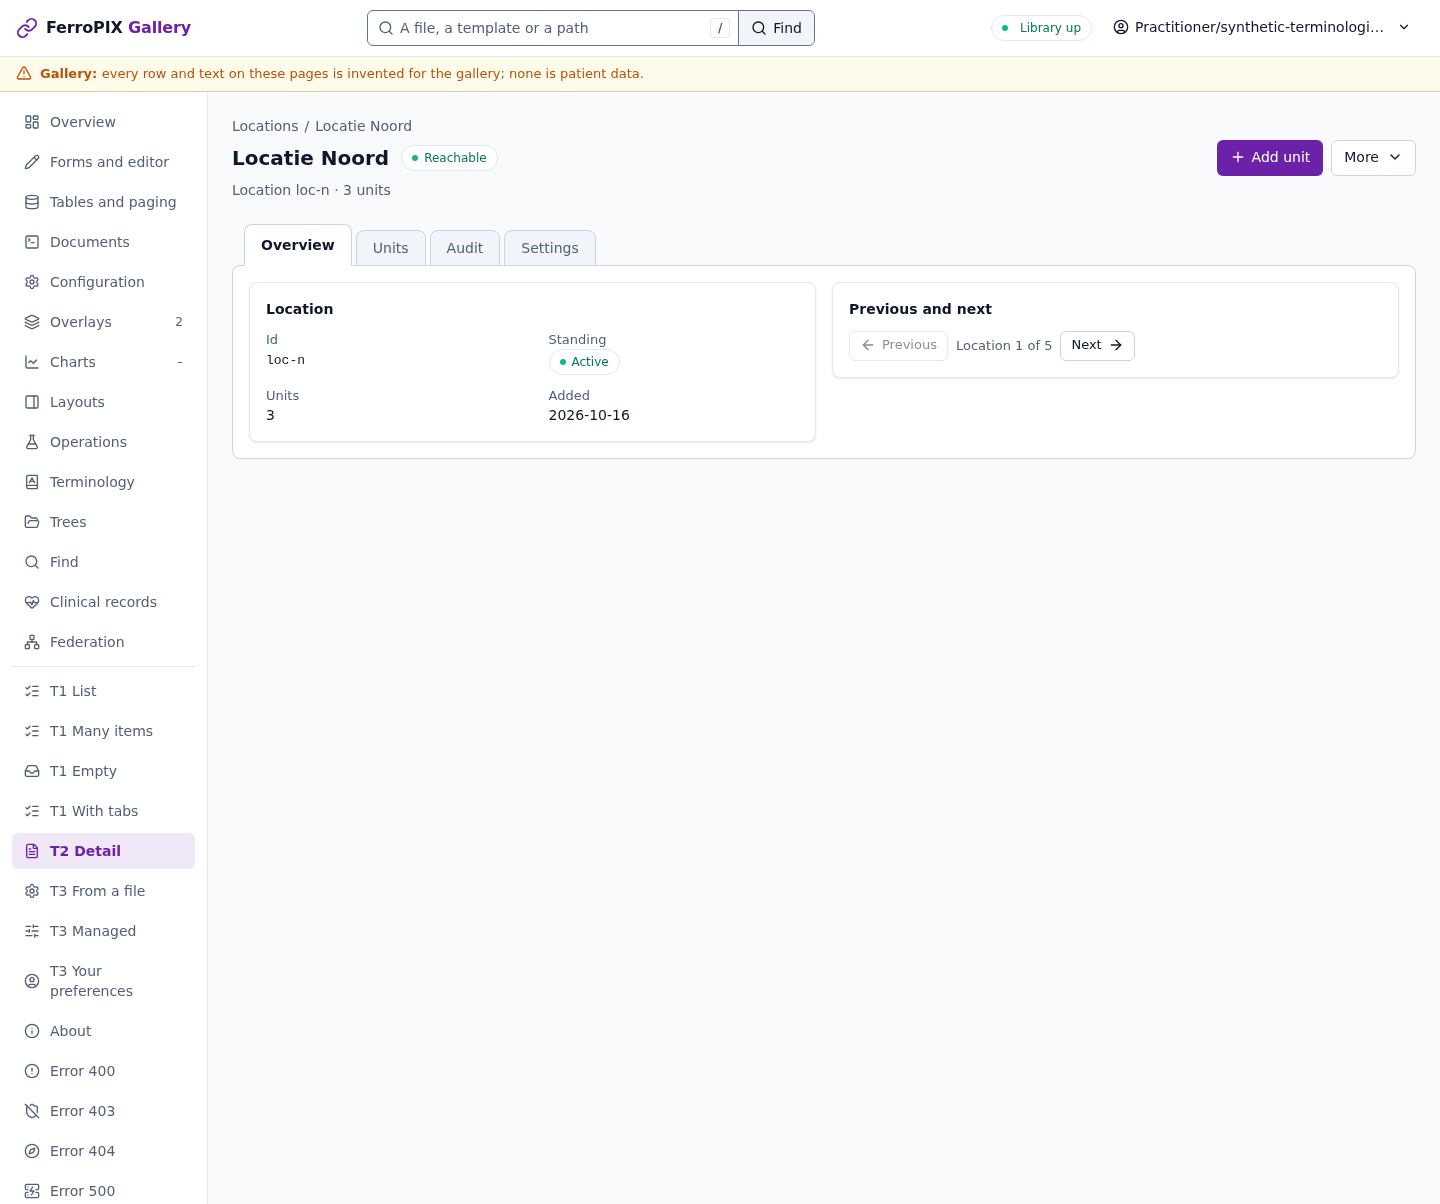 FerroPIX Gallery
A file, a template or a path
/
Find
Library up
Practitioner/synthetic-terminologi…
Gallery: every row and text on these pages is invented for the gallery; none is patient data.
Overview
Forms and editor
Tables and paging
Documents
Configuration
Overlays 2
Charts –
Layouts
Operations
Terminology
Trees
Find
Clinical records
Federation
T1 List
T1 Many items
T1 Empty
T1 With tabs
T2 Detail
T3 From a file
T3 Managed
T3 Your
preferences
About
Error 400
Error 403
Error 404
Error 500
Locations / Locatie Noord
Locatie Noord
Reachable
Location loc-n · 3 units
Add unit
More
Overview
Units
Audit
Settings
Location
Id
loc-n
Standing
Active
Units
3
Added
2026-10-16
Previous and next
Previous
Location 1 of 5
Next